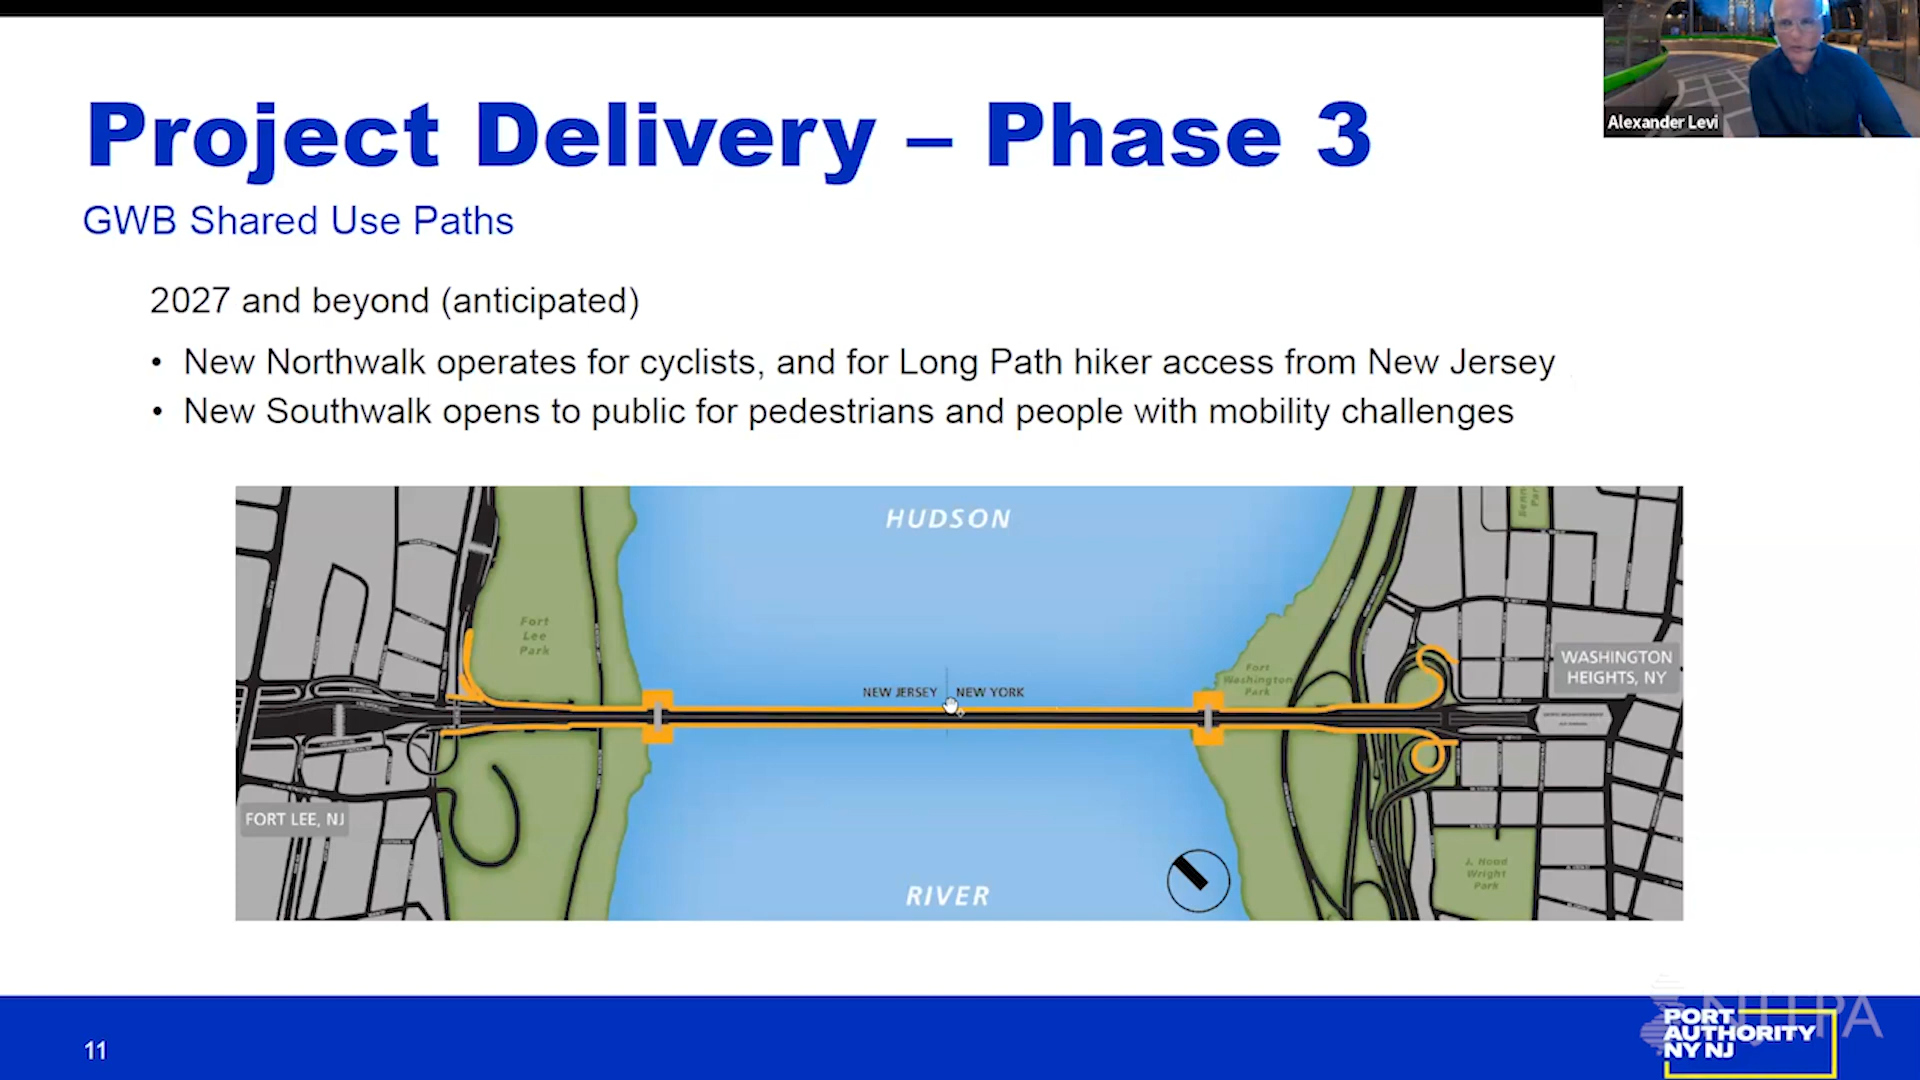 Alexander Levi
Project Delivery – Phase 3
GWB Shared Use Paths
2027 and beyond (anticipated)
• New Northwalk operates for cyclists, and for Long Path hiker access from New Jersey
• New Southwalk opens to public for pedestrians and people with mobility challenges
HUDSON
Fort
Lee
Park
Fort
Washington
Park
WASHINGTON
HEIGHTS, NY
NEW JERSEY
NEW YORK
FORT LEE, NJ
J. Hood
Wright
Park
RIVER
11
NJTPA
PORT
AUTHORITY
NY NJ